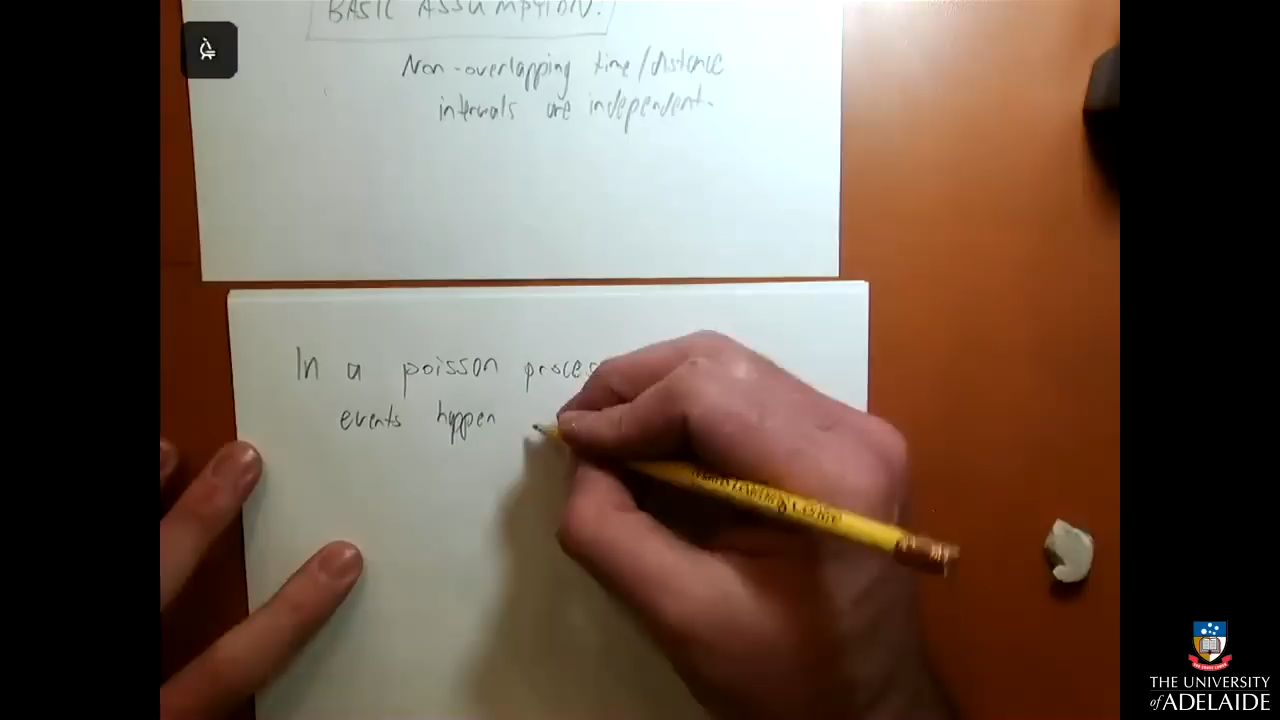 BASIC ASSUMPTION.
Non-overlapping time/distance
intervals are independent.
In a poisson proces
events happen
THE UNIVERSITY
of ADELAIDE